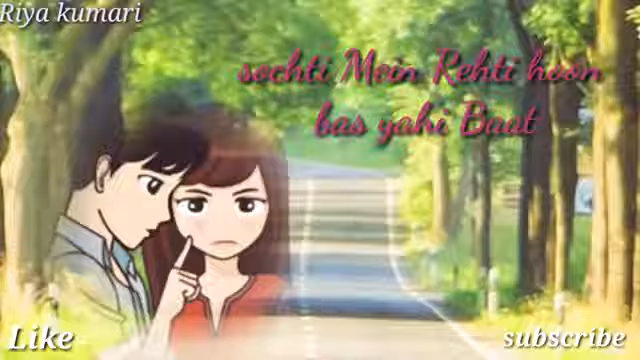 Riya kumari
sochti Mein Rehti hoon
bas yahi Baat
Like
subscribe